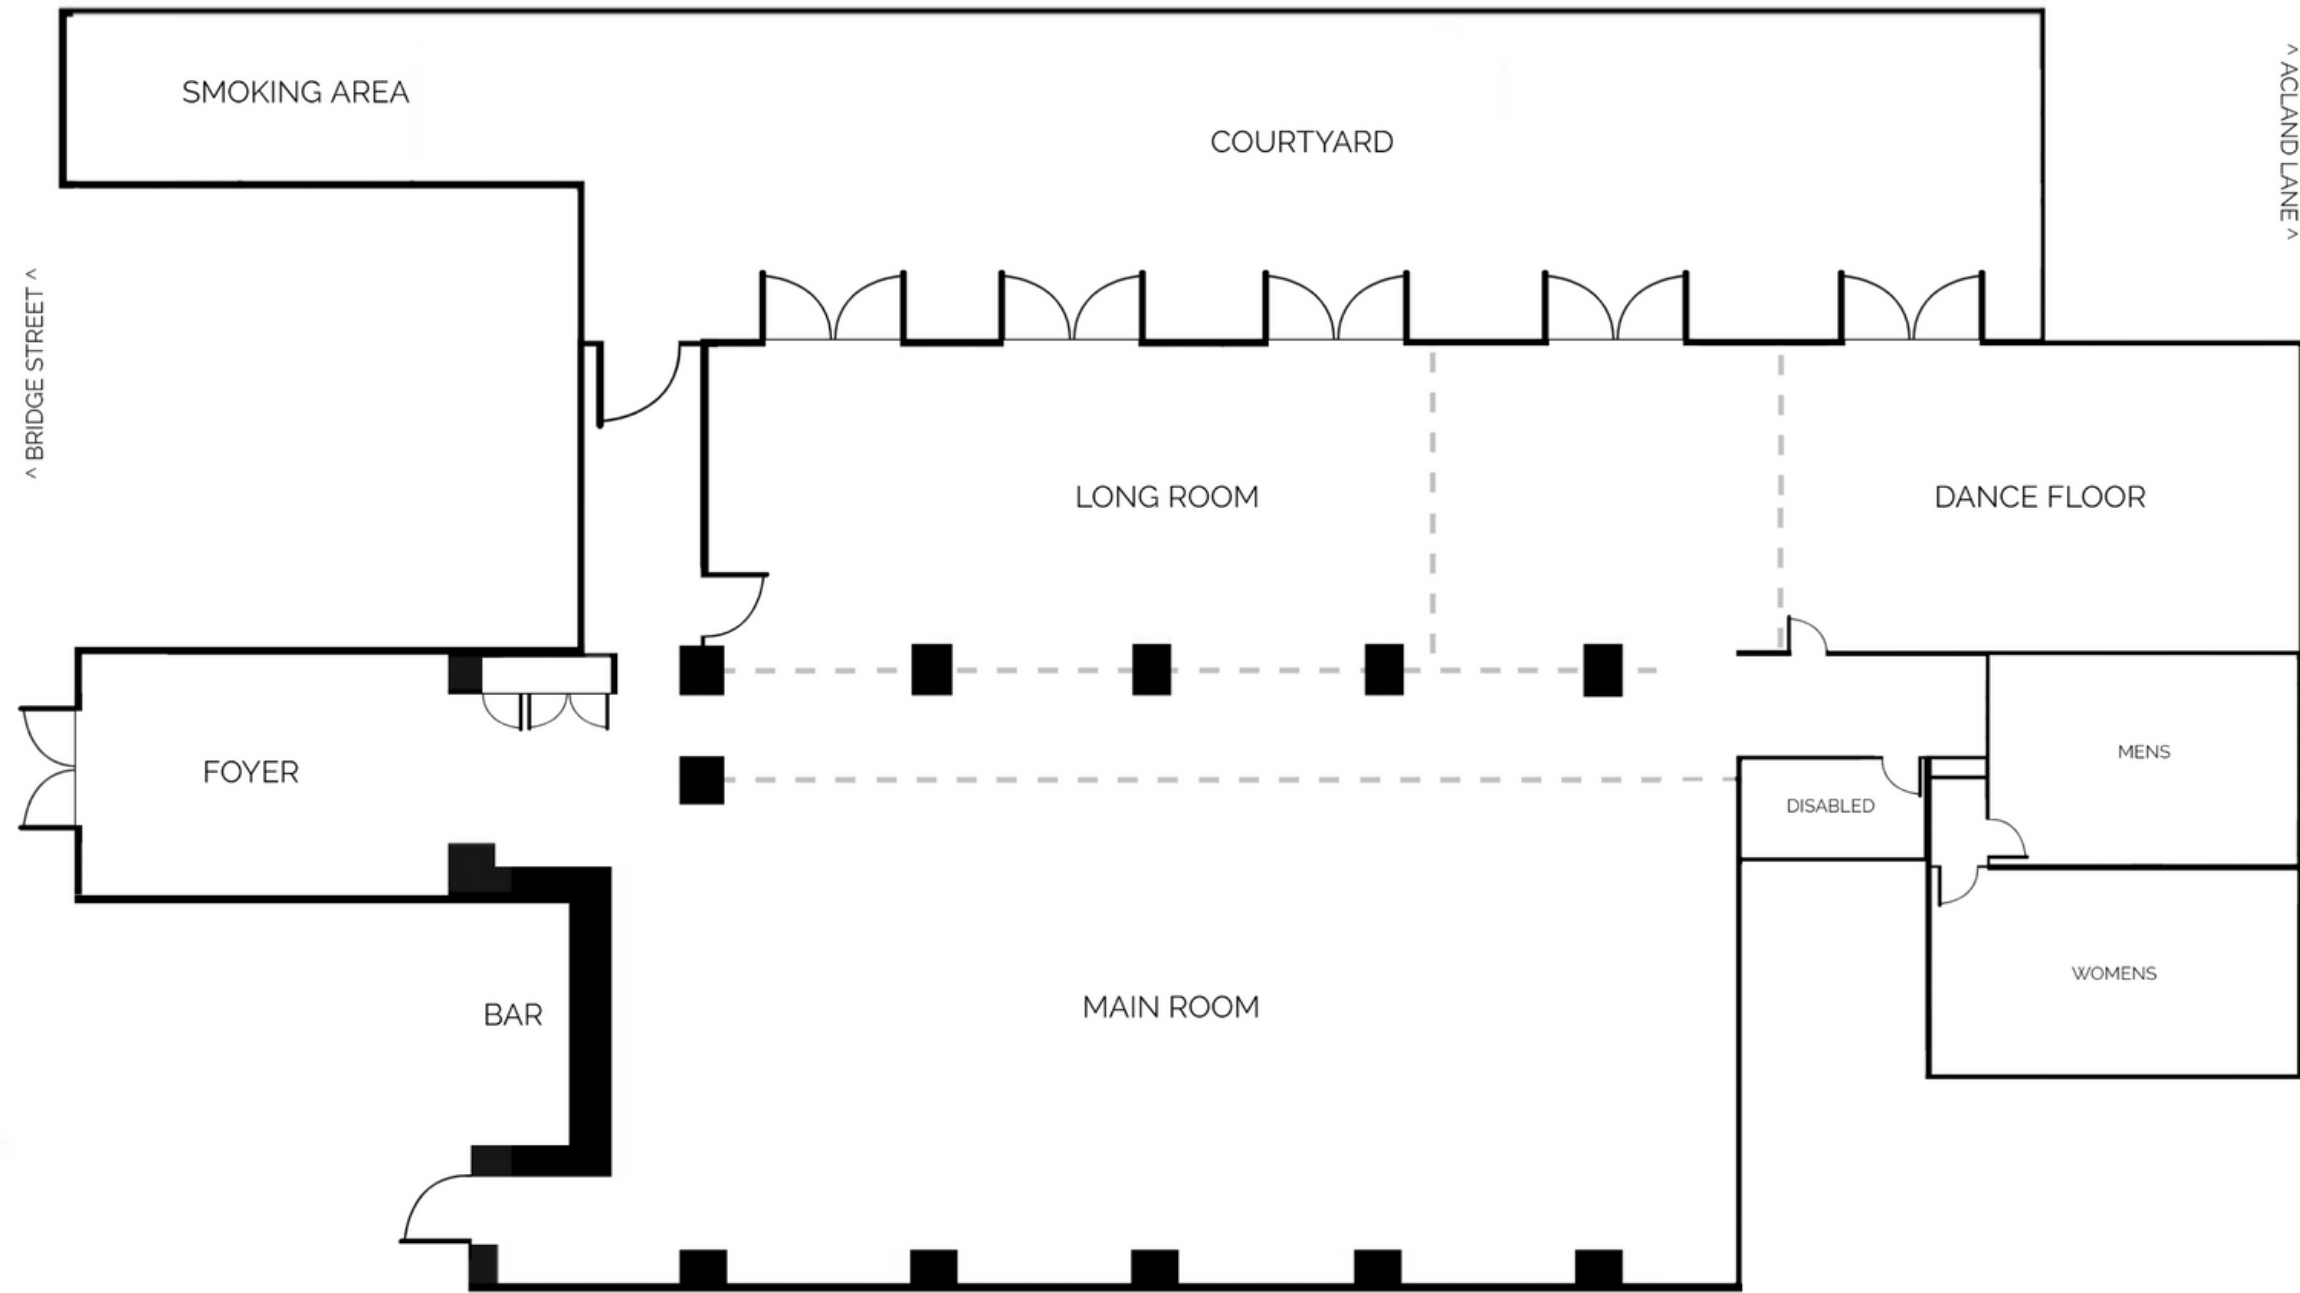 SMOKING AREA
COURTYARD
^ ACLAND LANE ^
^ BRIDGE STREET ^
LONG ROOM
DANCE FLOOR
FOYER
MENS
DISABLED
WOMENS
BAR
MAIN ROOM